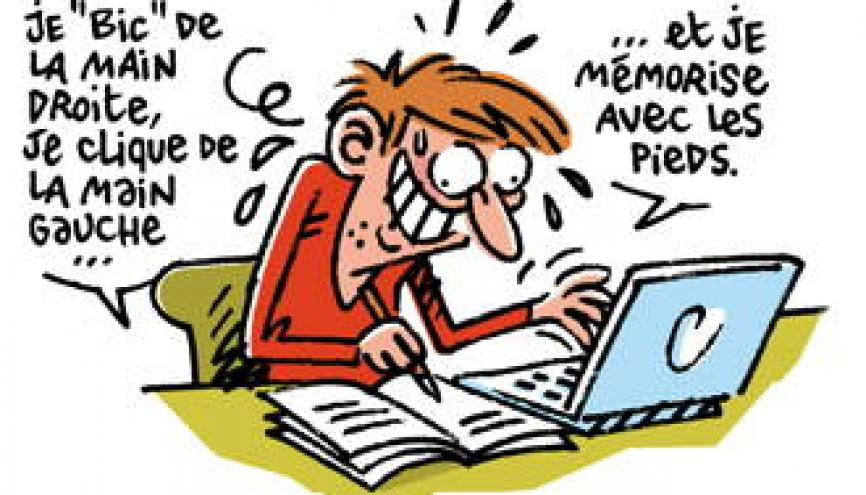 je "Bic" de
la main
droite,
je clique de
la main
gauche
...
... et je
mémorise
avec les
pieds.